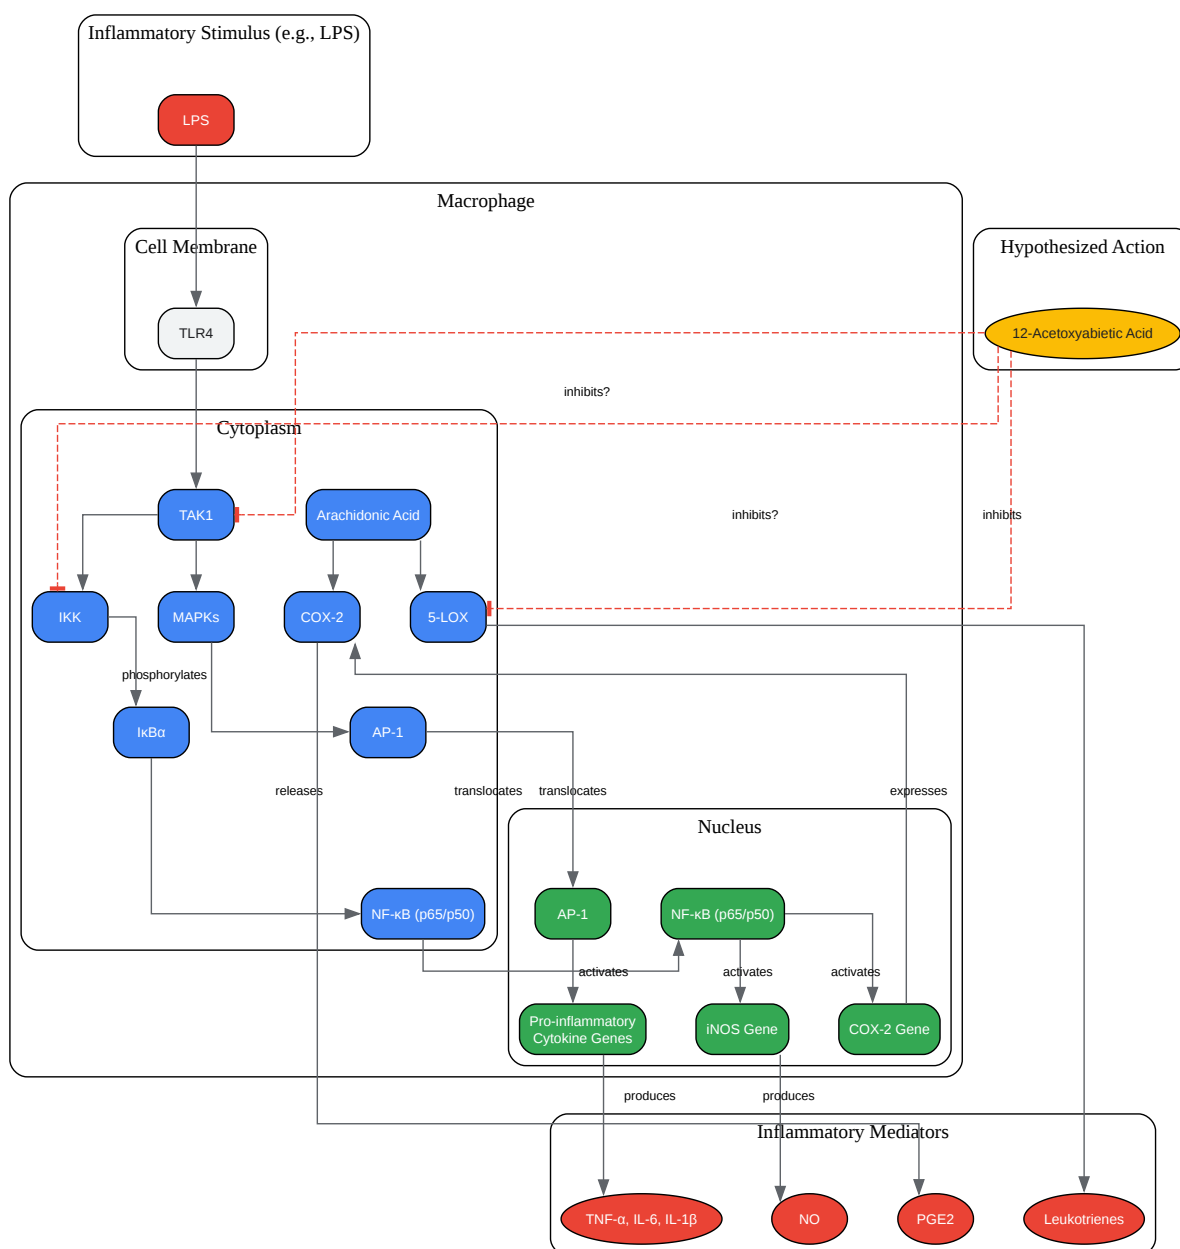 Inflammatory Stimulus (e.g., LPS)
LPS
Macrophage
Cell Membrane
Hypothesized Action
TLR4
12-Acetoxyabietic Acid
inhibits?
Cytoplasm
TAK1
Arachidonic Acid
inhibits?
inhibits
IKK
MAPKs
COX-2
5-LOX
phosphorylates
IκBα
AP-1
releases
translocates
translocates
expresses
Nucleus
NF-κB (p65/p50)
AP-1
NF-κB (p65/p50)
activates
activates
activates
Pro-inflammatory
Cytokine Genes
iNOS Gene
COX-2 Gene
produces
produces
Inflammatory Mediators
TNF-α, IL-6, IL-1β
NO
PGE2
Leukotrienes